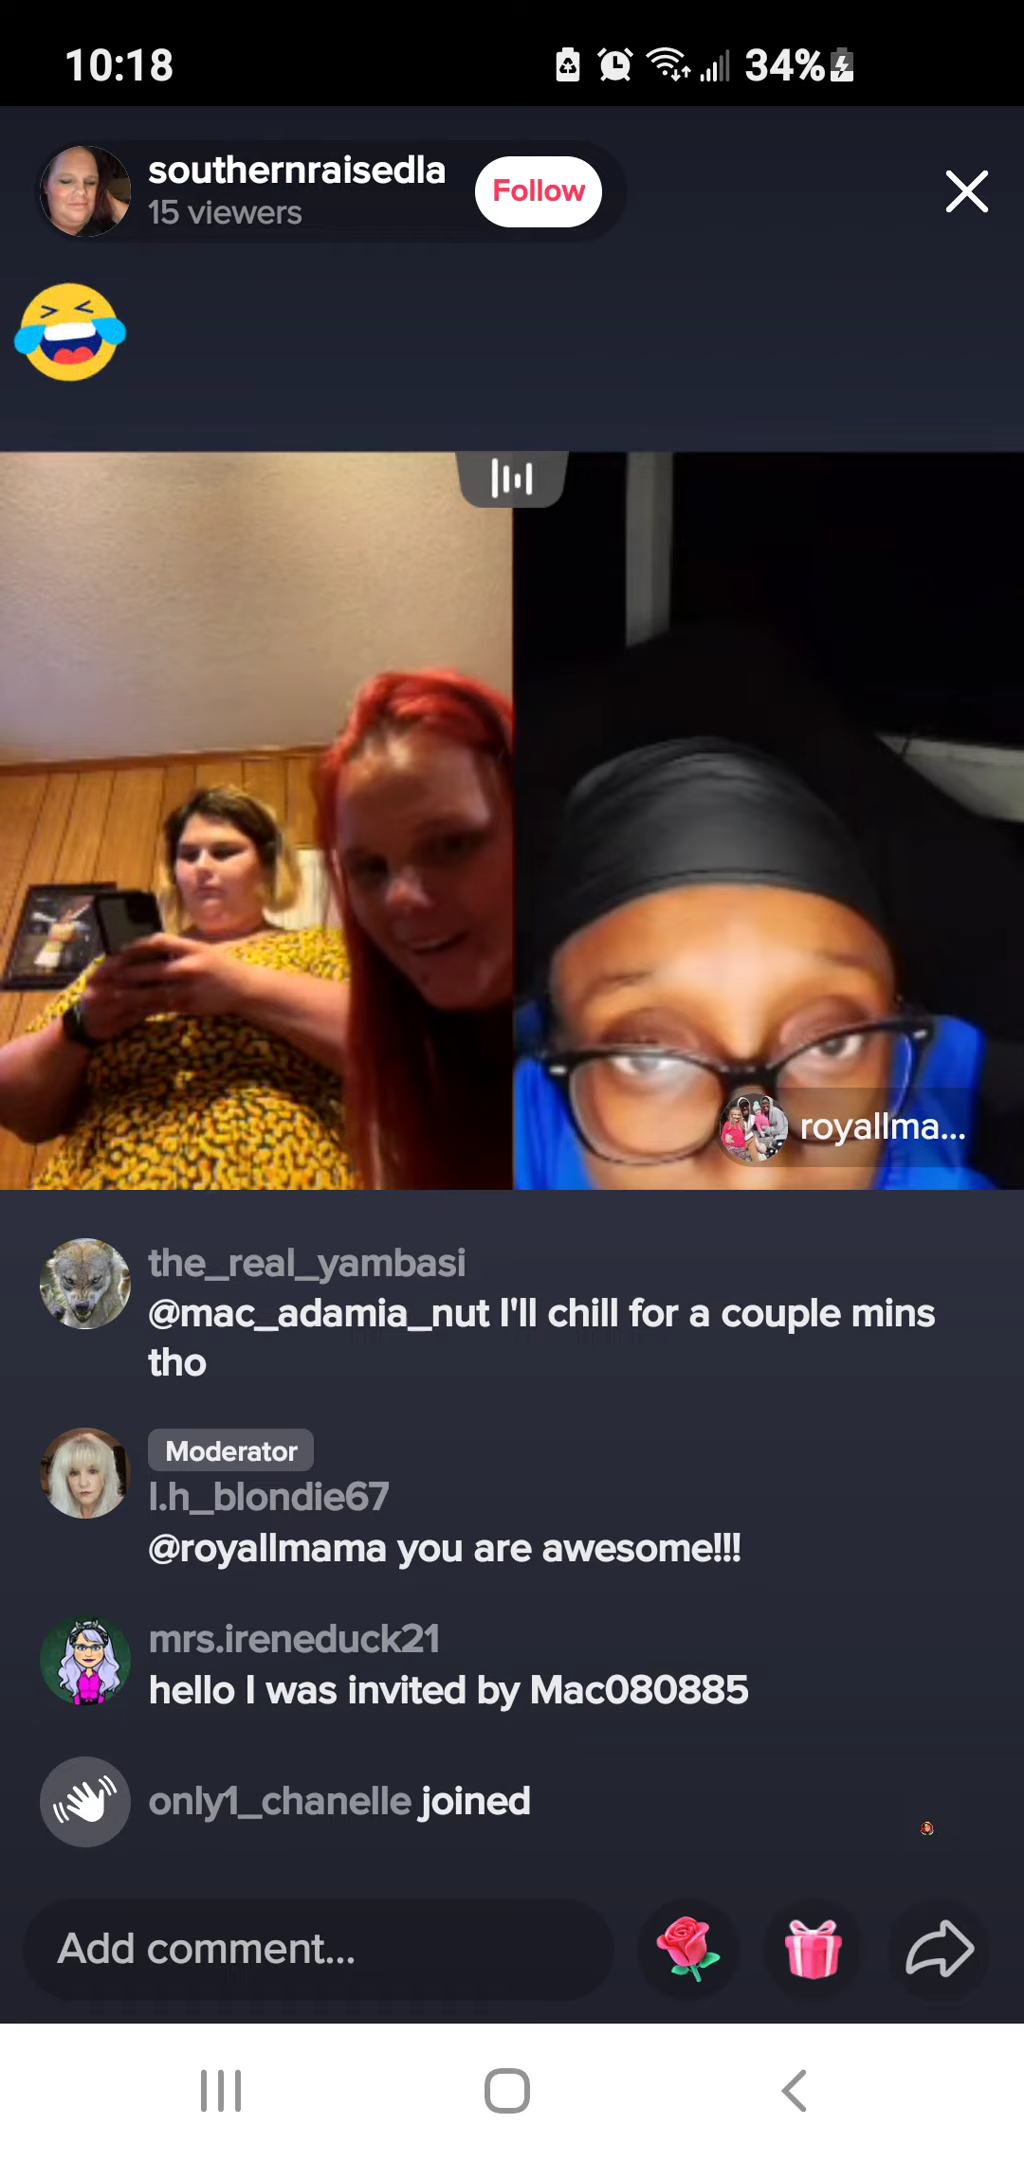 10:18
34%
southernraisedla
15 viewers
Follow
royallma...
the_real_yambasi
@mac_adamia_nut I'll chill for a couple mins
tho
Moderator
l.h_blondie67
@royallmama you are awesome!!!
mrs.ireneduck21
hello I was invited by Mac080885
only1_chanelle joined
Add comment...